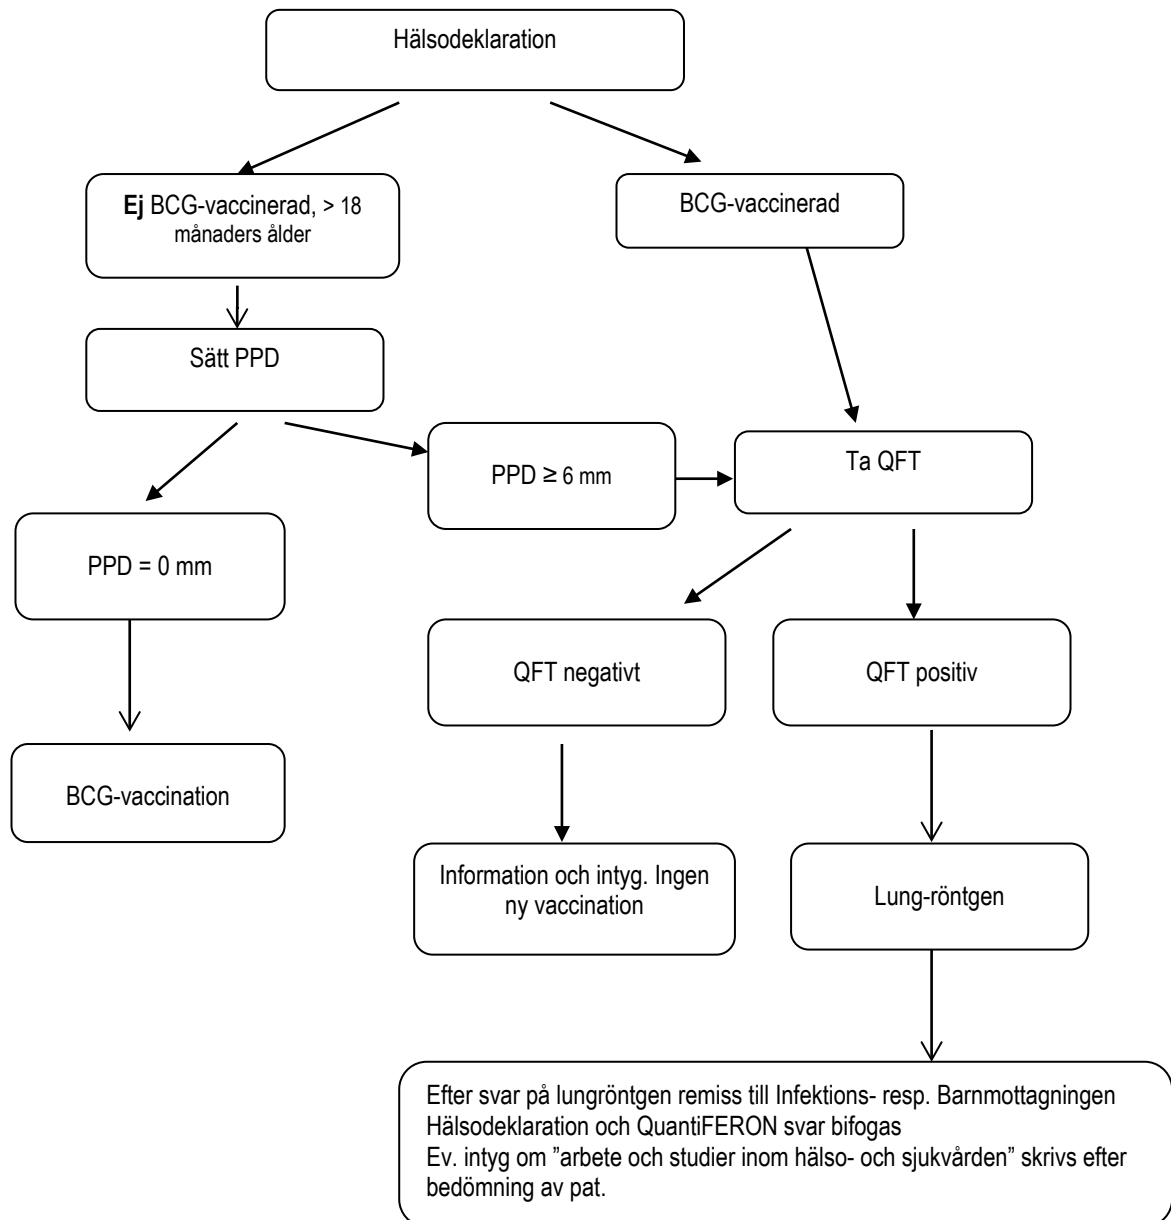 Hälsodeklaration
Ej BCG-vaccinerad, > 18
månaders ålder
BCG-vaccinerad
Sätt PPD
PPD ≥ 6 mm
Ta QFT
PPD = 0 mm
QFT negativt
QFT positiv
BCG-vaccination
Information och intyg. Ingen
ny vaccination
Lung-röntgen
Efter svar på lungröntgen remiss till Infektions- resp. Barnmottagningen
Hälsodeklaration och QuantiFERON svar bifogas
Ev. intyg om ”arbete och studier inom hälso- och sjukvården” skrivs efter
bedömning av pat.